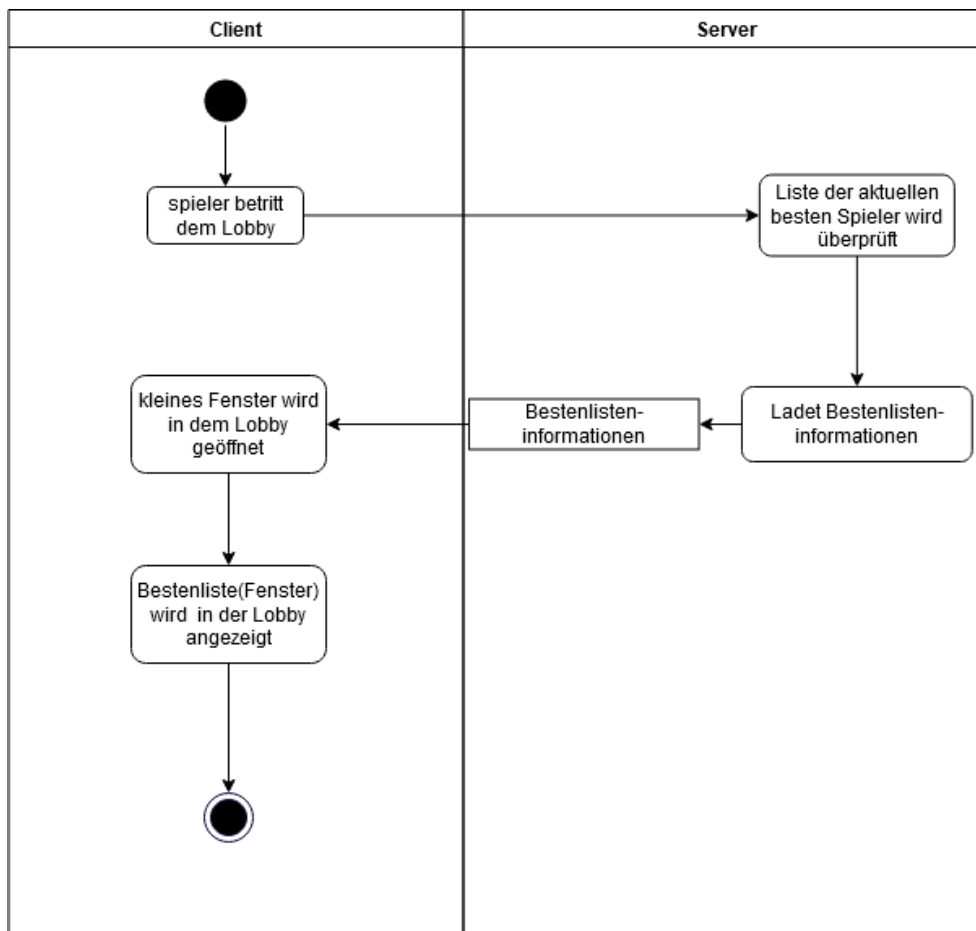 Client
Server
spieler betritt
dem Lobby
Liste der aktuellen
besten Spieler wird
überprüft
Ladet Bestenlisten-
informationen
Bestenlisten-
informationen
kleines Fenster wird
in dem Lobby
geöffnet
Bestenliste(Fenster)
wird  in der Lobby
angezeigt